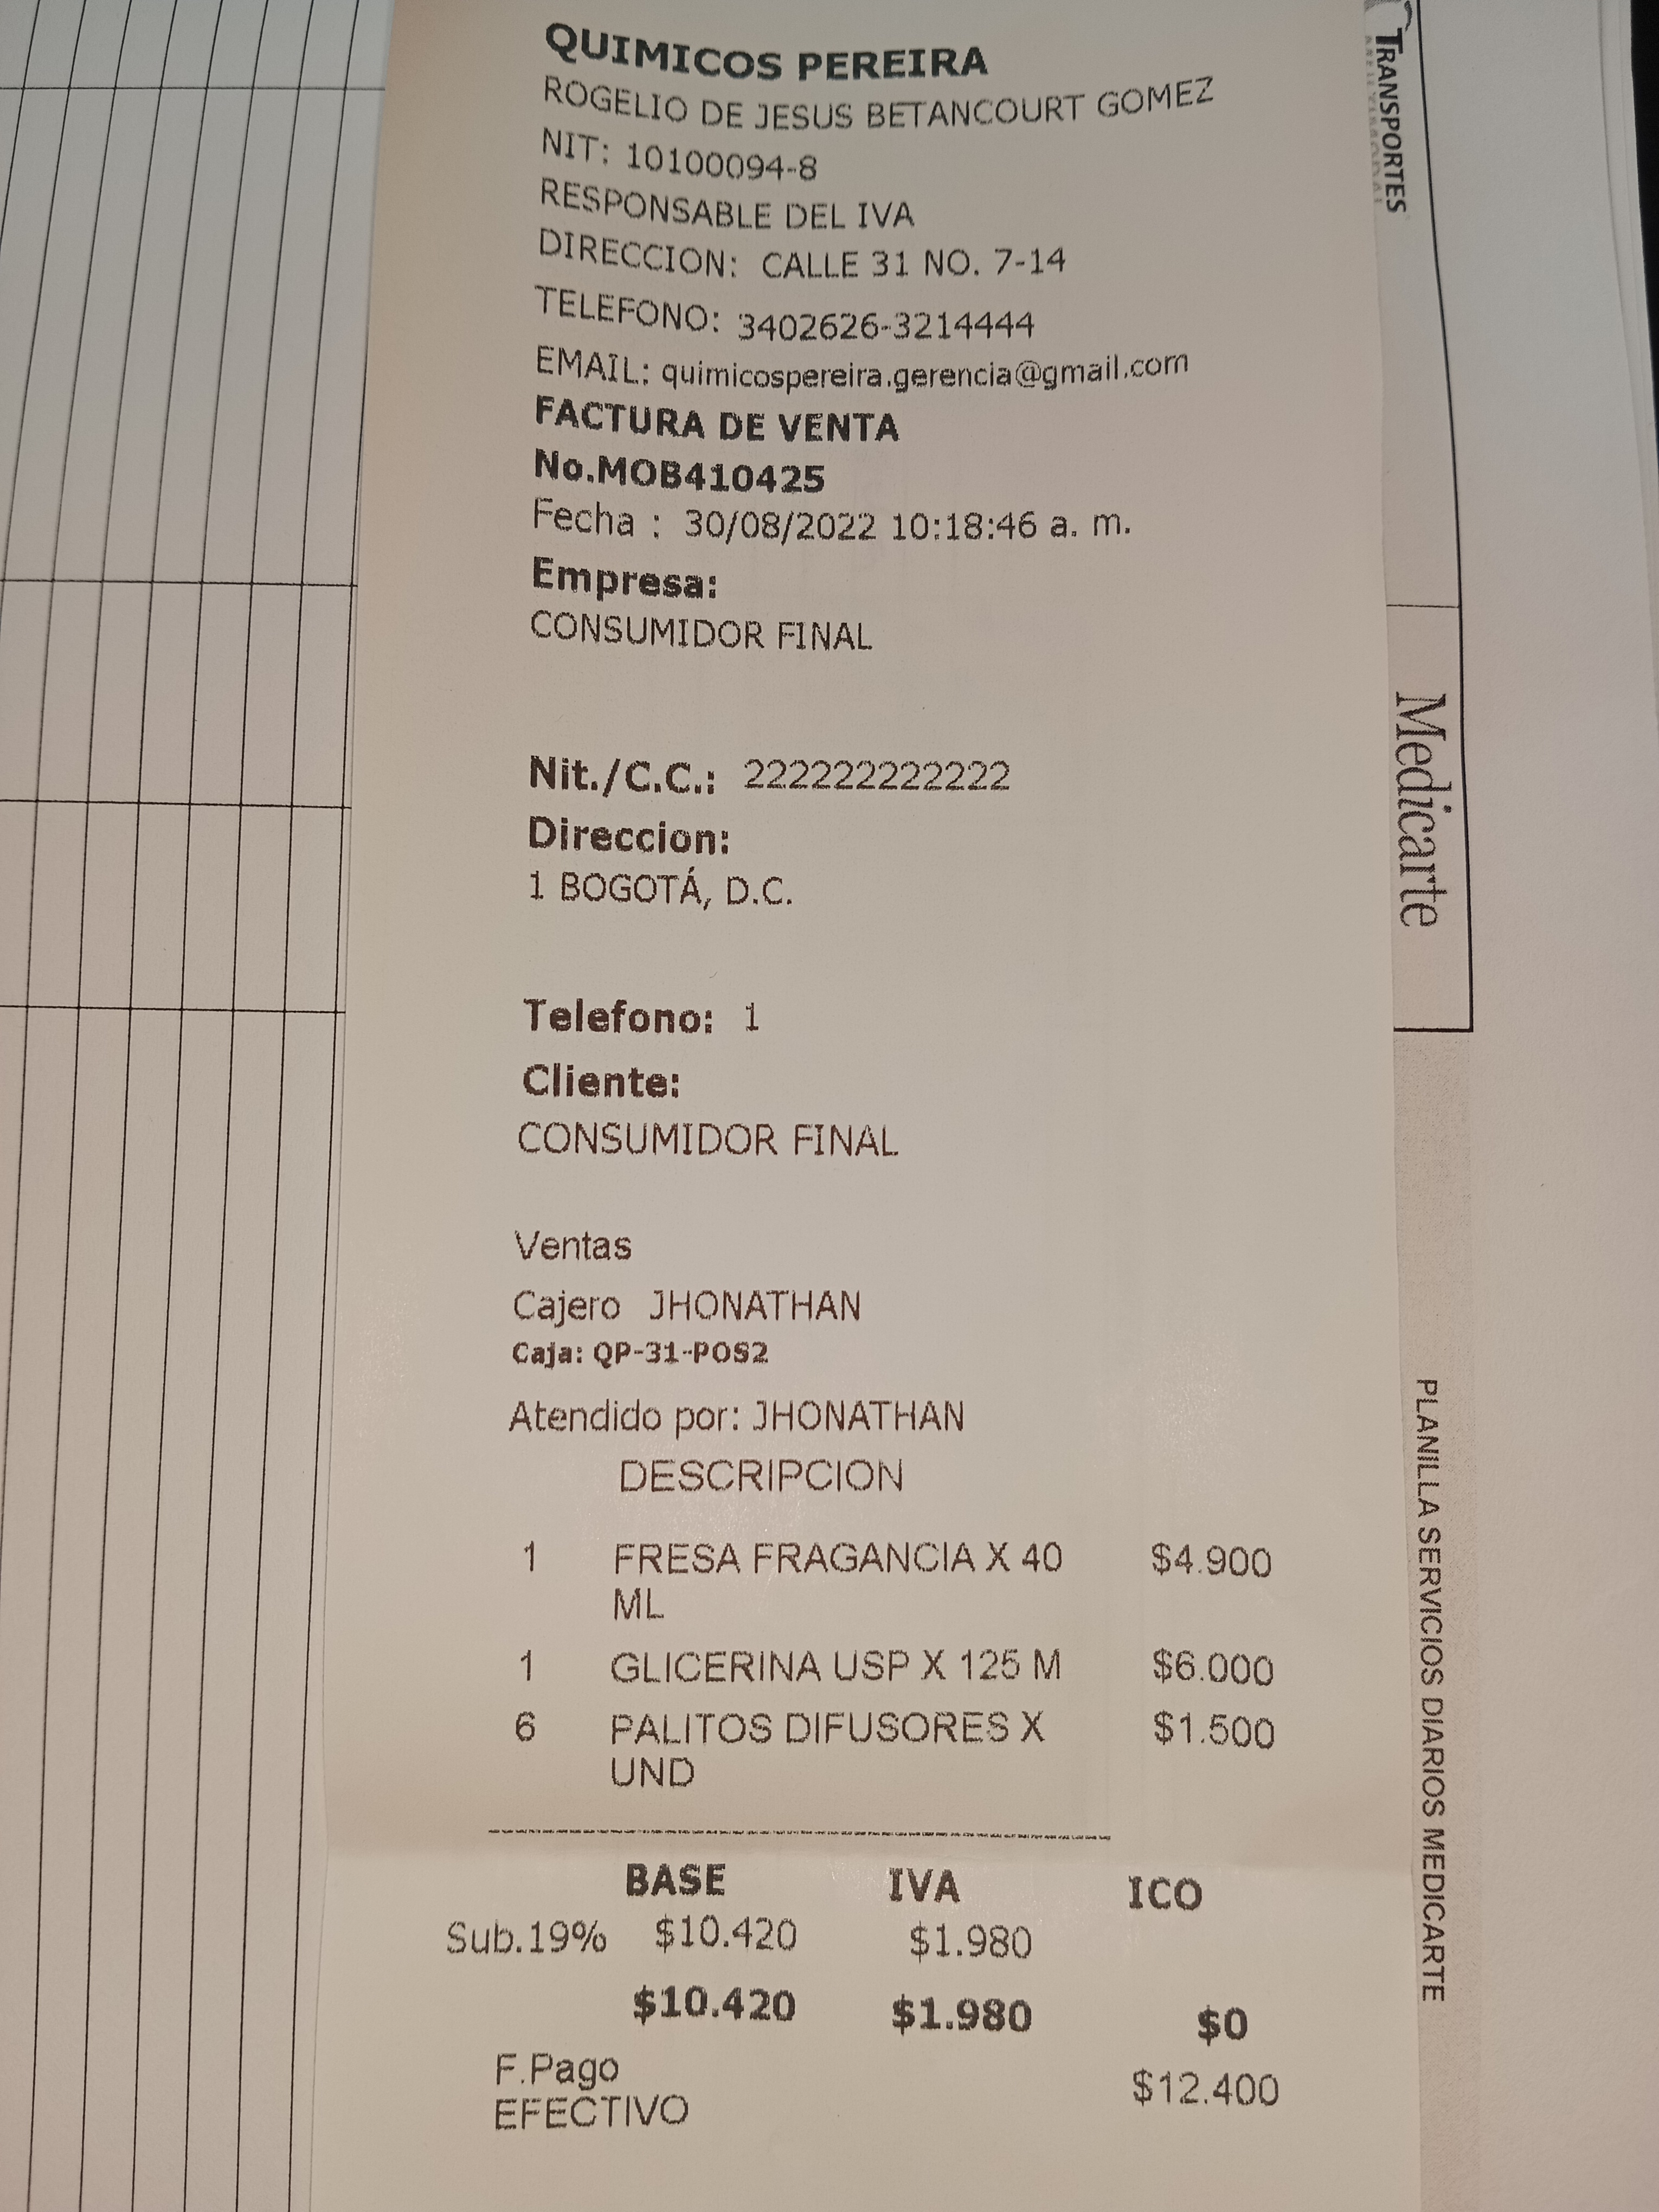 QUIMICOS PEREIRA
ROGELIO DE JESUS BETANCOURT GOMEZ
NIT: 10100094-8
RESPONSABLE DEL IVA
DIRECCION: CALLE 31 NO. 7-14
TELEFONO: 3402626-3214444
EMAIL: quimicospereira.gerencia@gmail.com
FACTURA DE VENTA
No.MOB410425
Fecha : 30/08/2022 10:18:46 a. m.
Empresa:
CONSUMIDOR FINAL
Nit./C.C.: 222222222222
Direccion:
1 BOGOTÁ, D.C.
Telefono: 1
Cliente:
CONSUMIDOR FINAL
Ventas
Cajero JHONATHAN
Caja: QP-31-POS2
Atendido por: JHONATHAN
DESCRIPCION
1 FRESA FRAGANCIA X 40 $4.900
ML
1 GLICERINA USP X 125 M $6.000
6 PALITOS DIFUSORES X $1.500
UND
BASE IVA ICO
Sub.19% $10.420 $1.980
$10.420 $1.980 $0
F.Pago
EFECTIVO $12.400
TRANSPORTES
Medicarte
PLANILLA SERVICIOS DIARIOS MEDICARTE